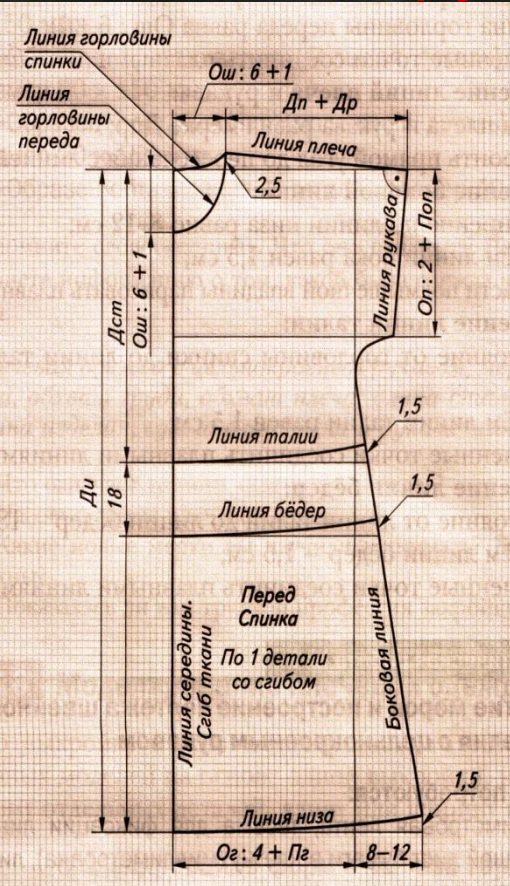 Линия горловины
спинки
Ош : 6 + 1
Линия
горловины
переда
Дп + Др
Линия плеча
2,5
Ош : 6 + 1
Дст
Линия рукава
Оп : 2 + Поп
1,5
Линия талии
18
1,5
Линия бёдер
Ди
Перед
Спинка
По 1 детали
со сгибом
Линия середины.
Сгиб ткани
Боковая линия
1,5
Линия низа
Ог : 4 + Пг
8–12